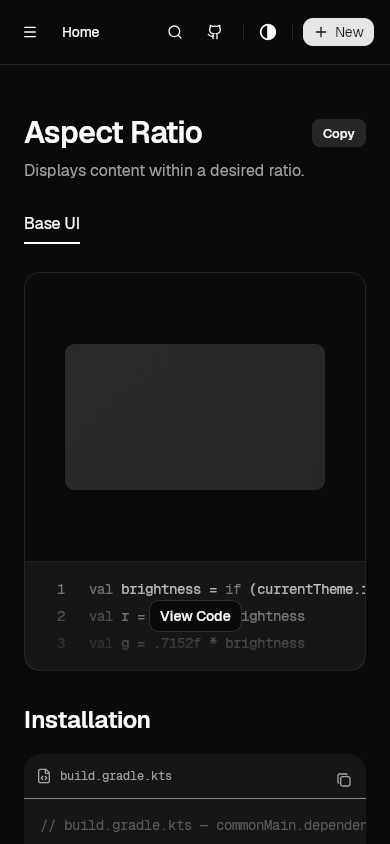 Home
New
Aspect Ratio
Copy
Displays content within a desired ratio.
Base UI
1 val brightness = if (currentTheme.
2 val r =
View Code
3 val g = .7152f * brightness
Installation
build.gradle.kts
// build.gradle.kts — commonMain.depender